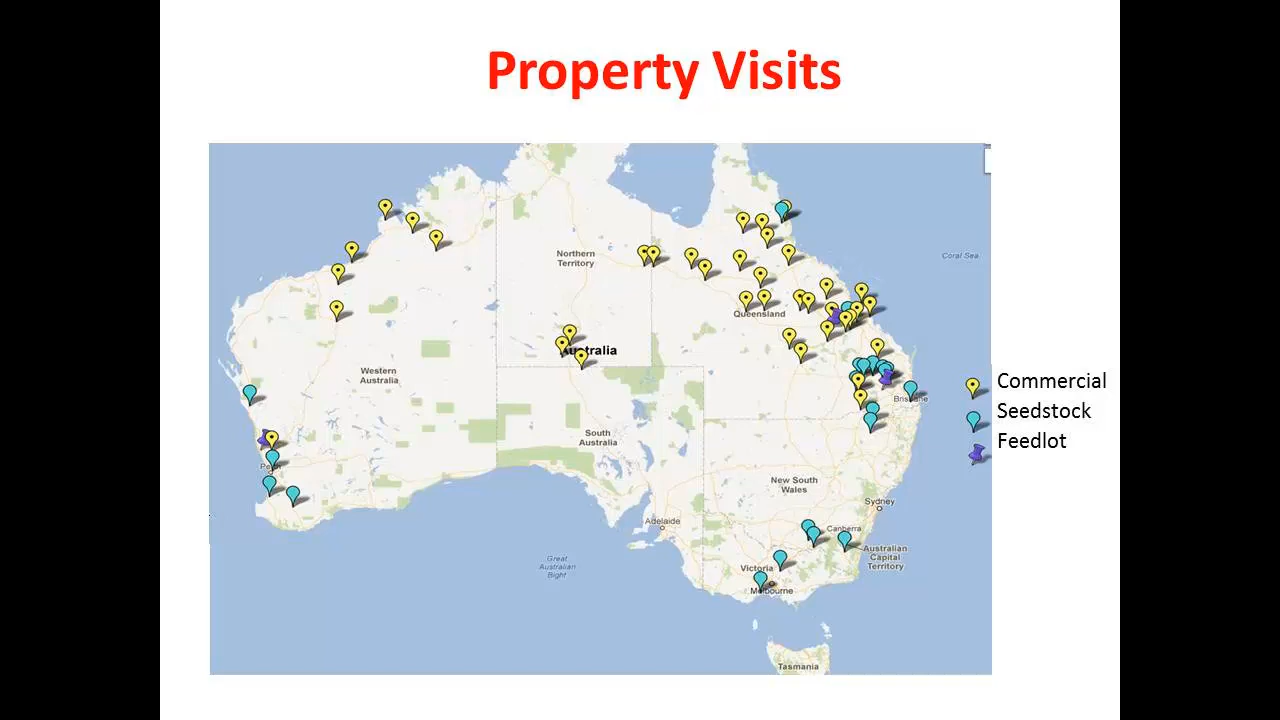 Property Visits
Coral Sea
Northern
Territory
Queensland
Australia
Western
Australia
Commercial
Brisbane
Seedstock
South
Australia
Feedlot
Perth
New South
Wales
Sydney
Adelaide
Canberra
Australian
Capital
Territory
Great
Australian
Bight
Victoria
Melbourne
Tasmania